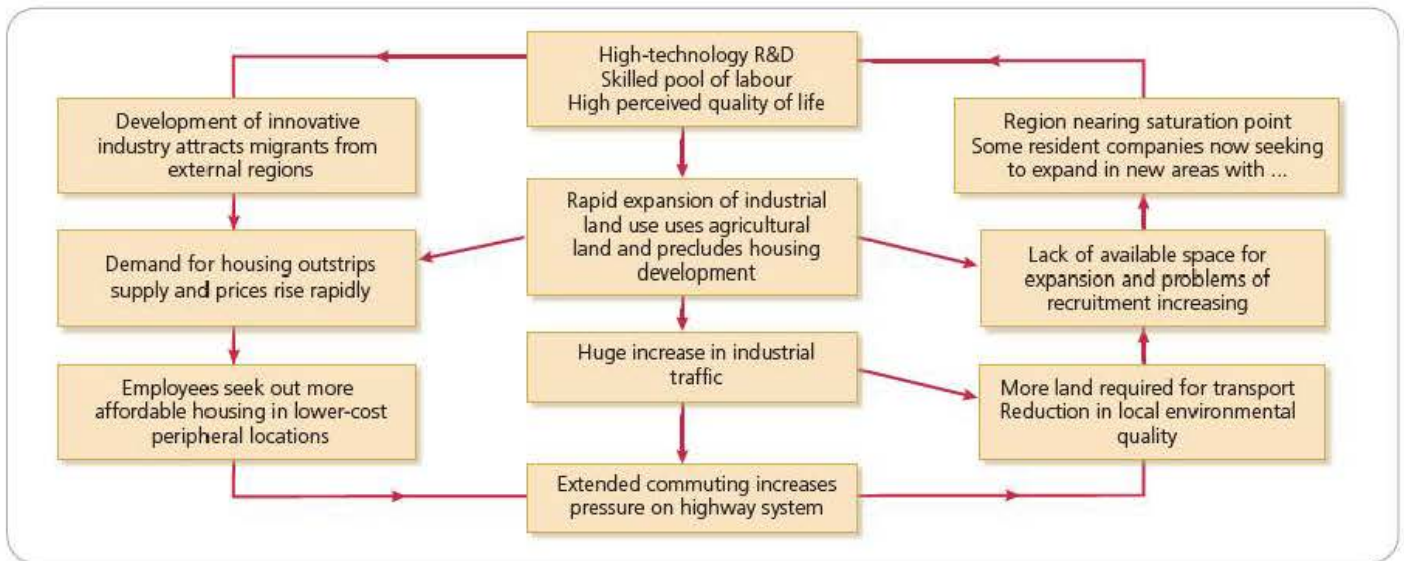 High-technology R&D
Skilled pool of labour
High perceived quality of life
Development of innovative
industry attracts migrants from
external regions
Region nearing saturation point
Some resident companies now seeking
to expand in new areas with ...
Rapid expansion of industrial
land use uses agricultural
land and precludes housing
development
Demand for housing outstrips
supply and prices rise rapidly
Lack of available space for
expansion and problems of
recruitment increasing
Huge increase in industrial
traffic
Employees seek out more
affordable housing in lower-cost
peripheral locations
More land required for transport
Reduction in local environmental
quality
Extended commuting increases
pressure on highway system